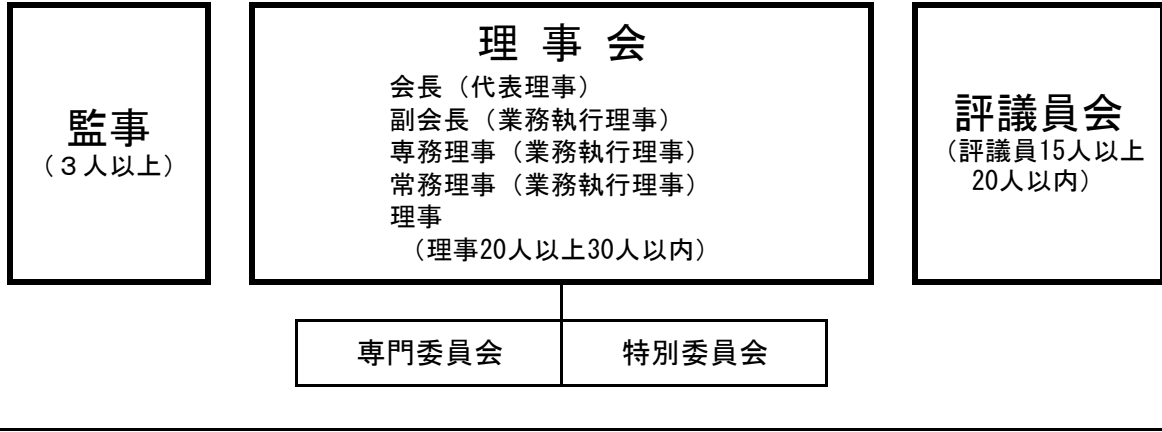 監事
（３人以上）
理 事 会
会長（代表理事）
副会長（業務執行理事）
専務理事（業務執行理事）
常務理事（業務執行理事）
理事
（理事20人以上30人以内）
評議員会
（評議員15人以上
20人以内）
専門委員会
特別委員会